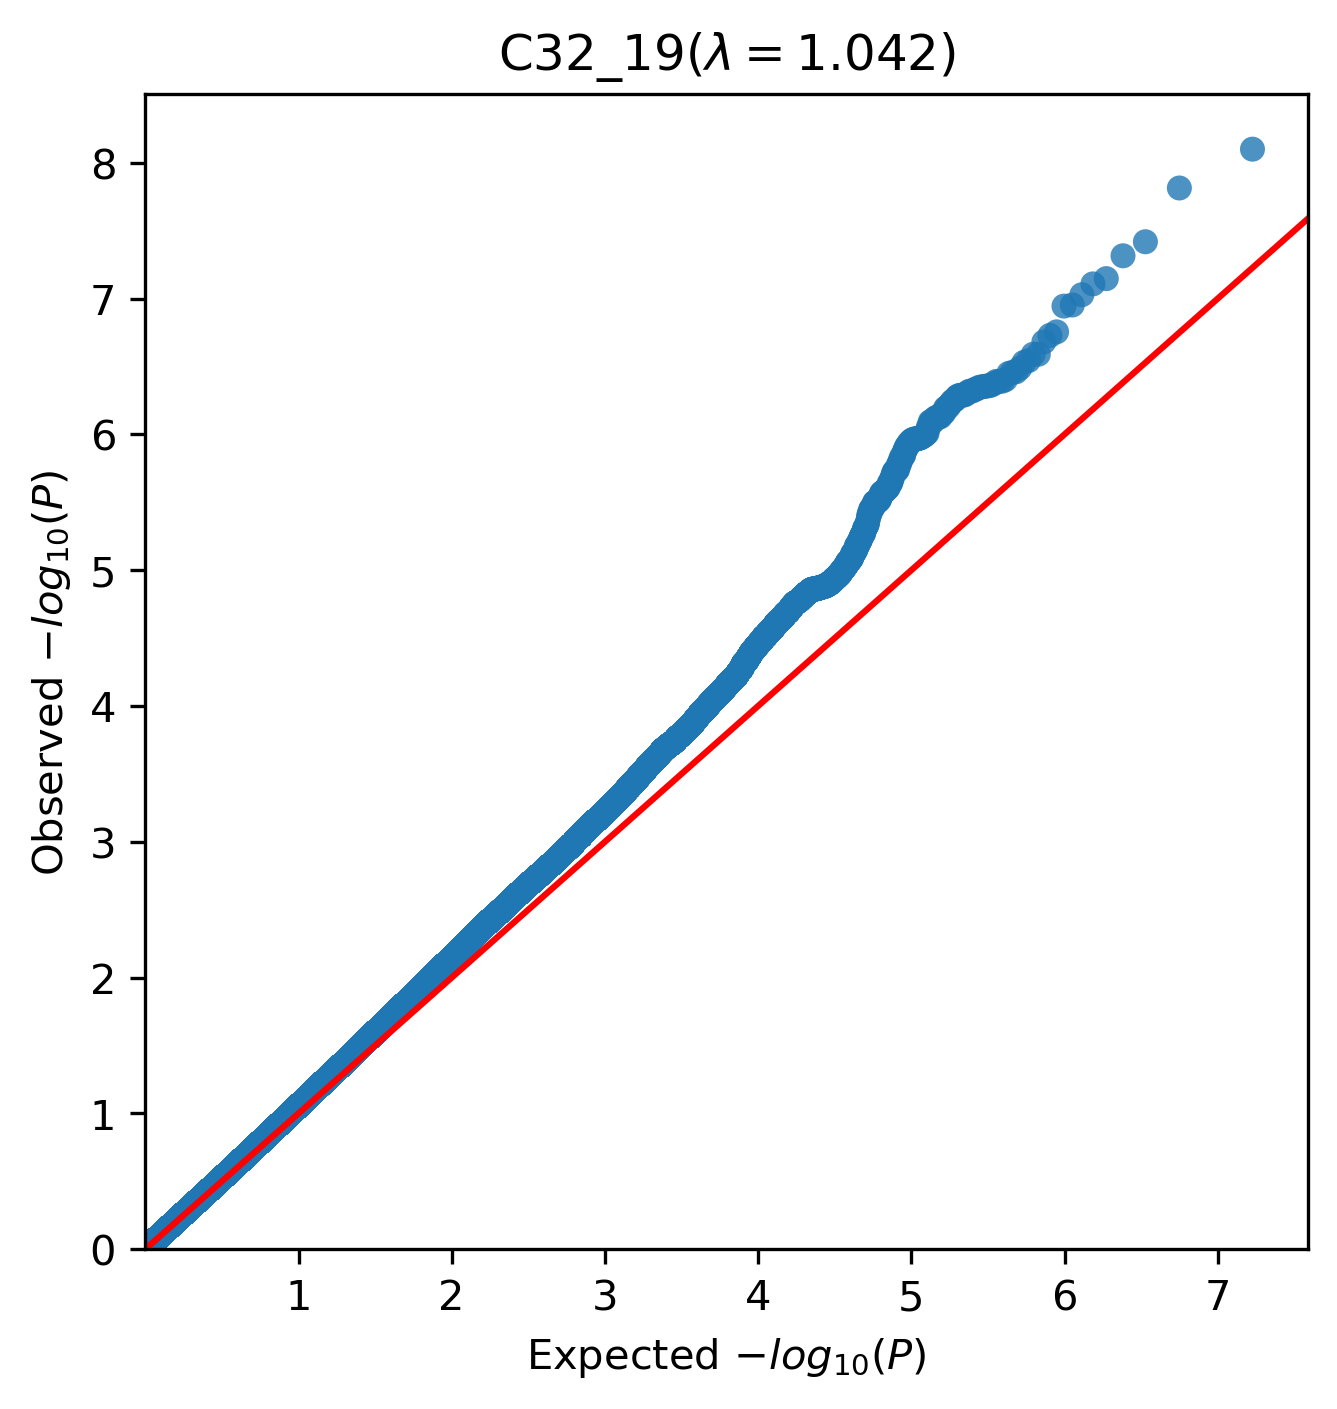 C32_19(λ = 1.042)
Observed −log₁₀(P)
8
7
6
5
4
3
2
1
0
1 2 3 4 5 6 7
Expected −log₁₀(P)